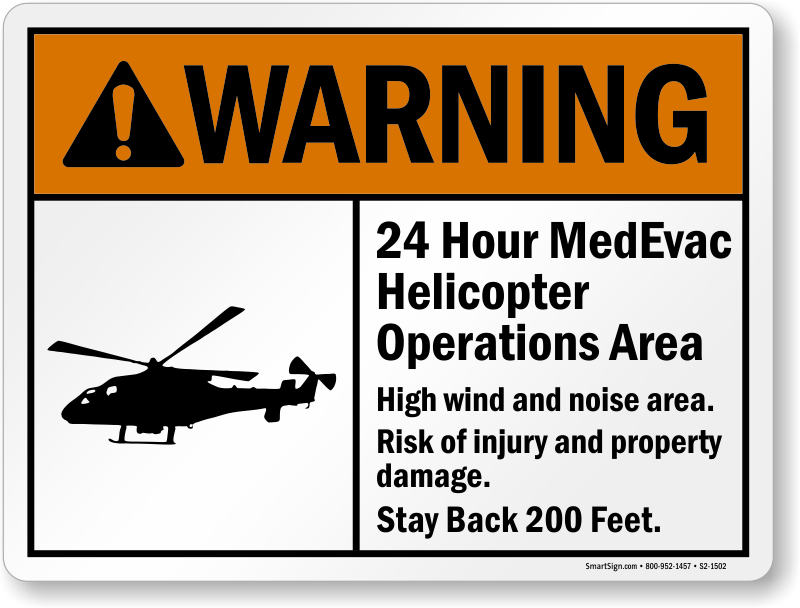 WARNING
24 Hour MedEvac
Helicopter
Operations Area
High wind and noise area.
Risk of injury and property
damage.
Stay Back 200 Feet.
SmartSign.com • 800-952-1457 • S2-1502